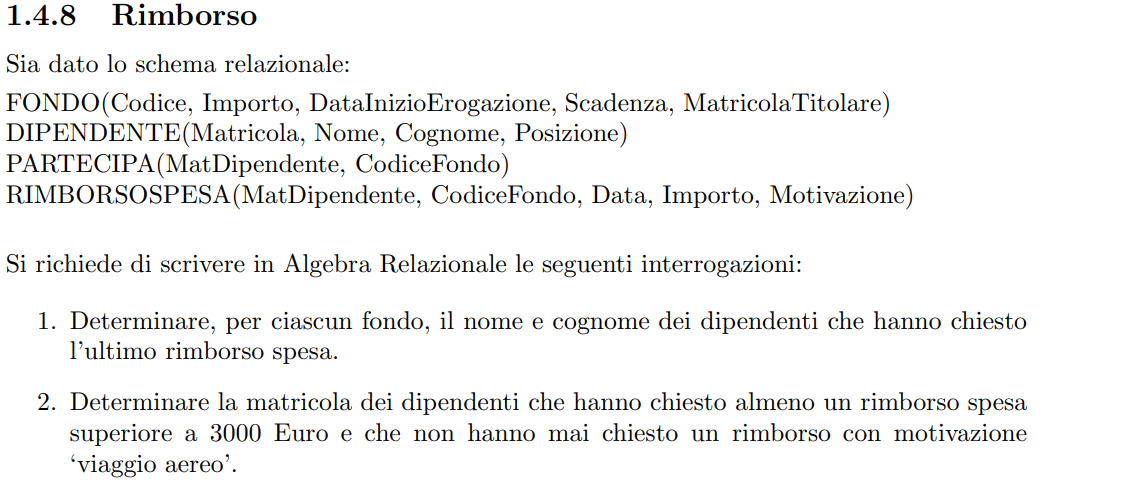 1.4.8 Rimborso
Sia dato lo schema relazionale:
FONDO(Codice, Importo, DataInizioErogazione, Scadenza, MatricolaTitolare)
DIPENDENTE(Matricola, Nome, Cognome, Posizione)
PARTECIPA(MatDipendente, CodiceFondo)
RIMBORSOSPESA(MatDipendente, CodiceFondo, Data, Importo, Motivazione)
Si richiede di scrivere in Algebra Relazionale le seguenti interrogazioni:
1. Determinare, per ciascun fondo, il nome e cognome dei dipendenti che hanno chiesto
l'ultimo rimborso spesa.
2. Determinare la matricola dei dipendenti che hanno chiesto almeno un rimborso spesa
superiore a 3000 Euro e che non hanno mai chiesto un rimborso con motivazione
‘viaggio aereo’.